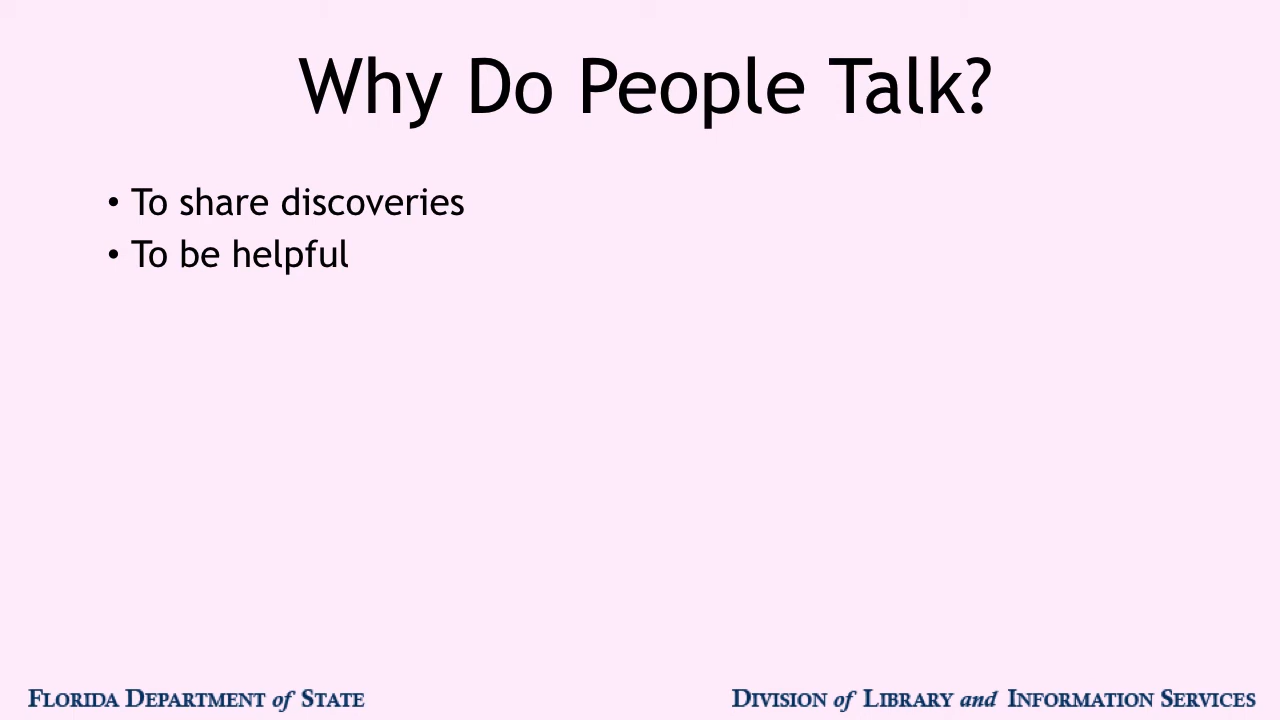 Why Do People Talk?
• To share discoveries
• To be helpful
FLORIDA DEPARTMENT of STATE
DIVISION of LIBRARY and INFORMATION SERVICES